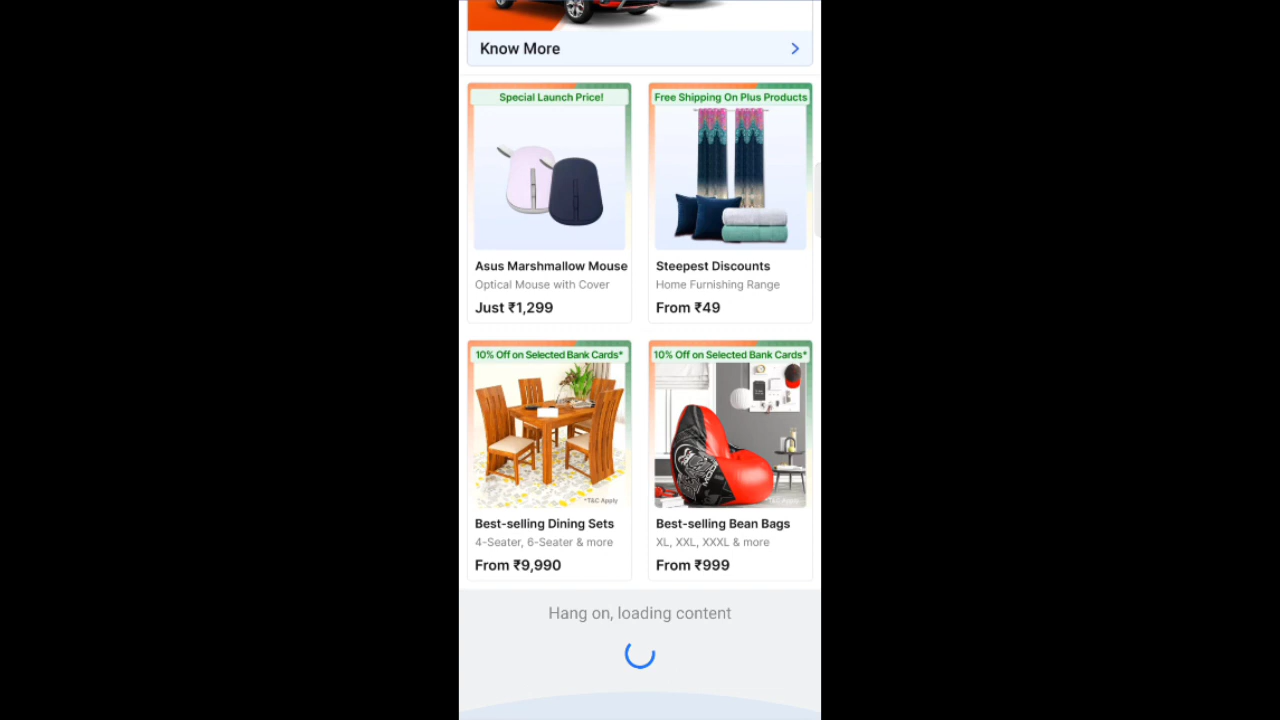 Know More
Special Launch Price!
Asus Marshmallow Mouse
Optical Mouse with Cover
Just ₹1,299
Free Shipping On Plus Products
Steepest Discounts
Home Furnishing Range
From ₹49
10% Off on Selected Bank Cards*
*T&C Apply
Best-selling Dining Sets
4-Seater, 6-Seater & more
From ₹9,990
10% Off on Selected Bank Cards*
Best-selling Bean Bags
XL, XXL, XXXL & more
From ₹999
Hang on, loading content